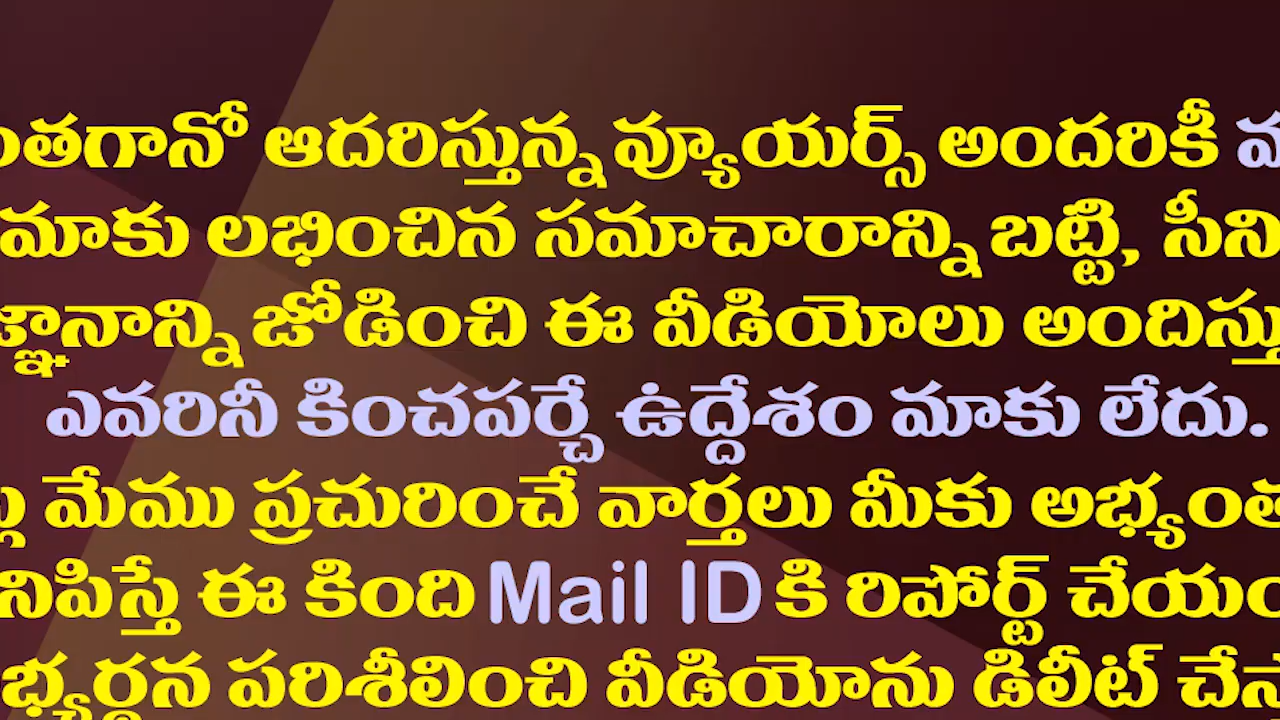 ఆదరిస్తున్న వ్యూయర్స్ అందరికీ
మాకు లభించిన సమాచారాన్ని బట్టి,
జోడించి ఈ వీడియోలు
ఎవరినీ కించపర్చే ఉద్దేశం మాకు లేదు.
మేము ప్రచురించే వార్తలు మీకు
ఈ కింది Mail ID కి రిపోర్ట్
పరిశీలించి వీడియోను డిలీట్